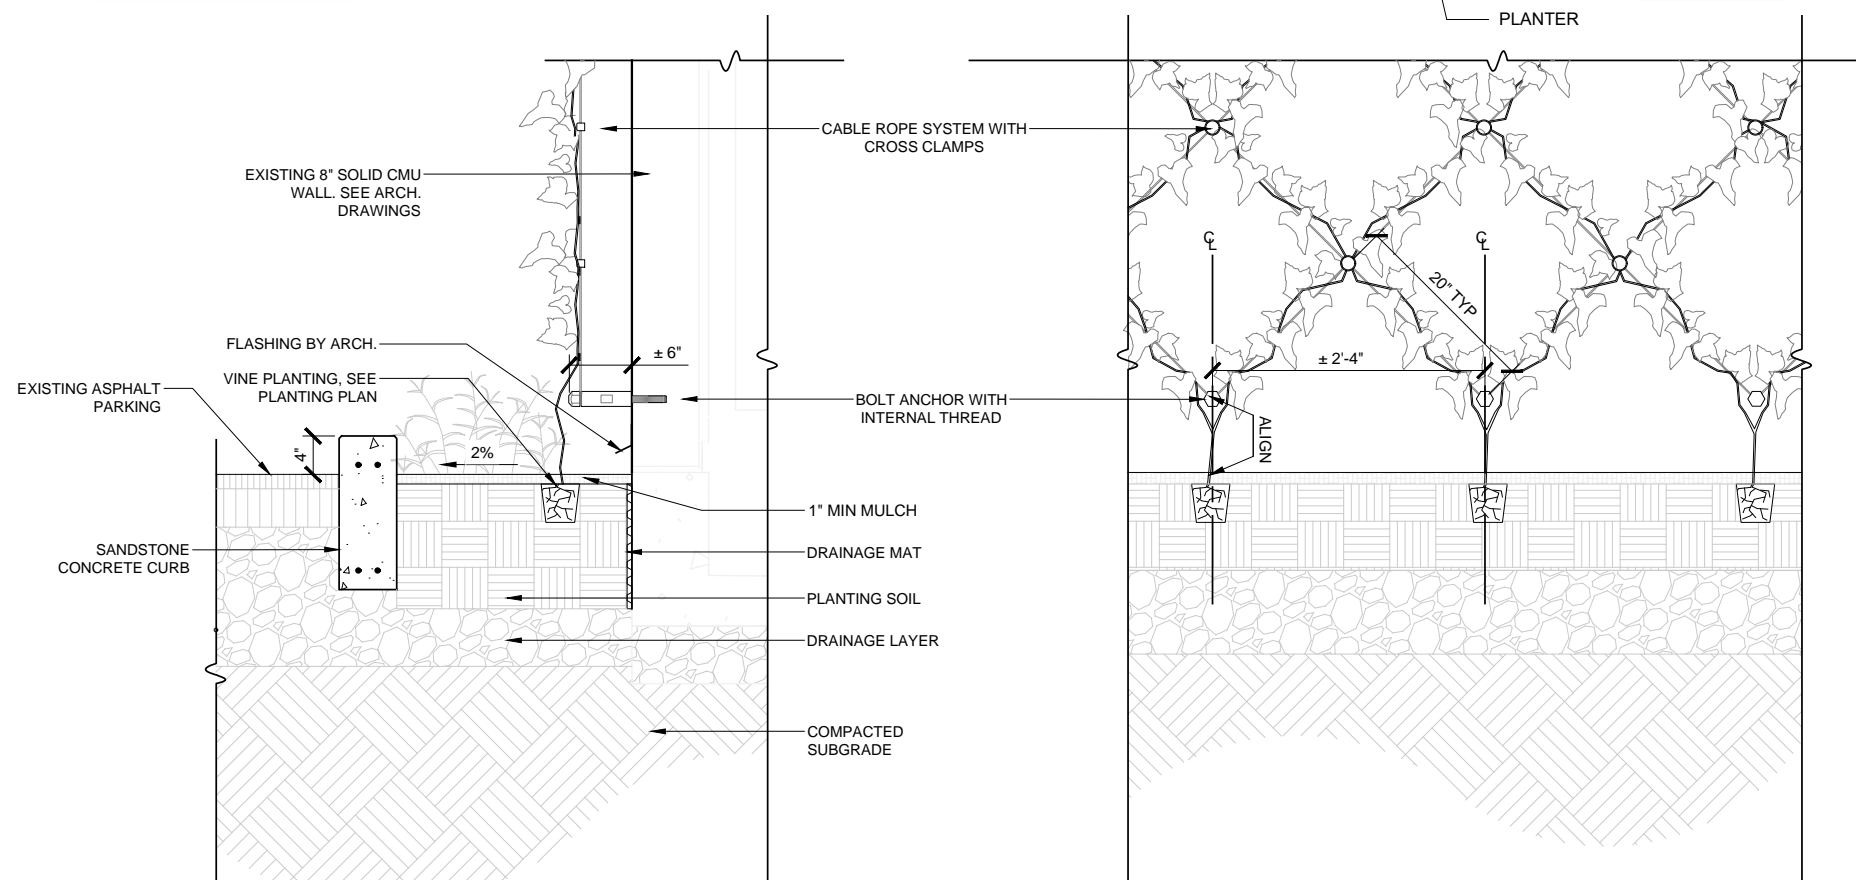 PLANTER
CABLE ROPE SYSTEM WITH
CROSS CLAMPS
EXISTING 8" SOLID CMU
WALL. SEE ARCH.
DRAWINGS
℄
℄
20" TYP
FLASHING BY ARCH.
± 6"
± 2'-4"
VINE PLANTING, SEE
PLANTING PLAN
EXISTING ASPHALT
PARKING
BOLT ANCHOR WITH
INTERNAL THREAD
ALIGN
4"
2%
1" MIN MULCH
SANDSTONE
CONCRETE CURB
DRAINAGE MAT
PLANTING SOIL
DRAINAGE LAYER
COMPACTED
SUBGRADE